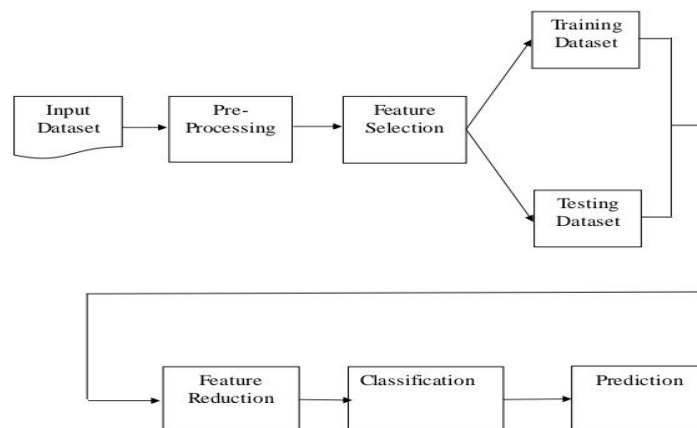 Input
Dataset
Pre-
Processing
Feature
Selection
Training
Dataset
Testing
Dataset
Feature
Reduction
Classification
Prediction